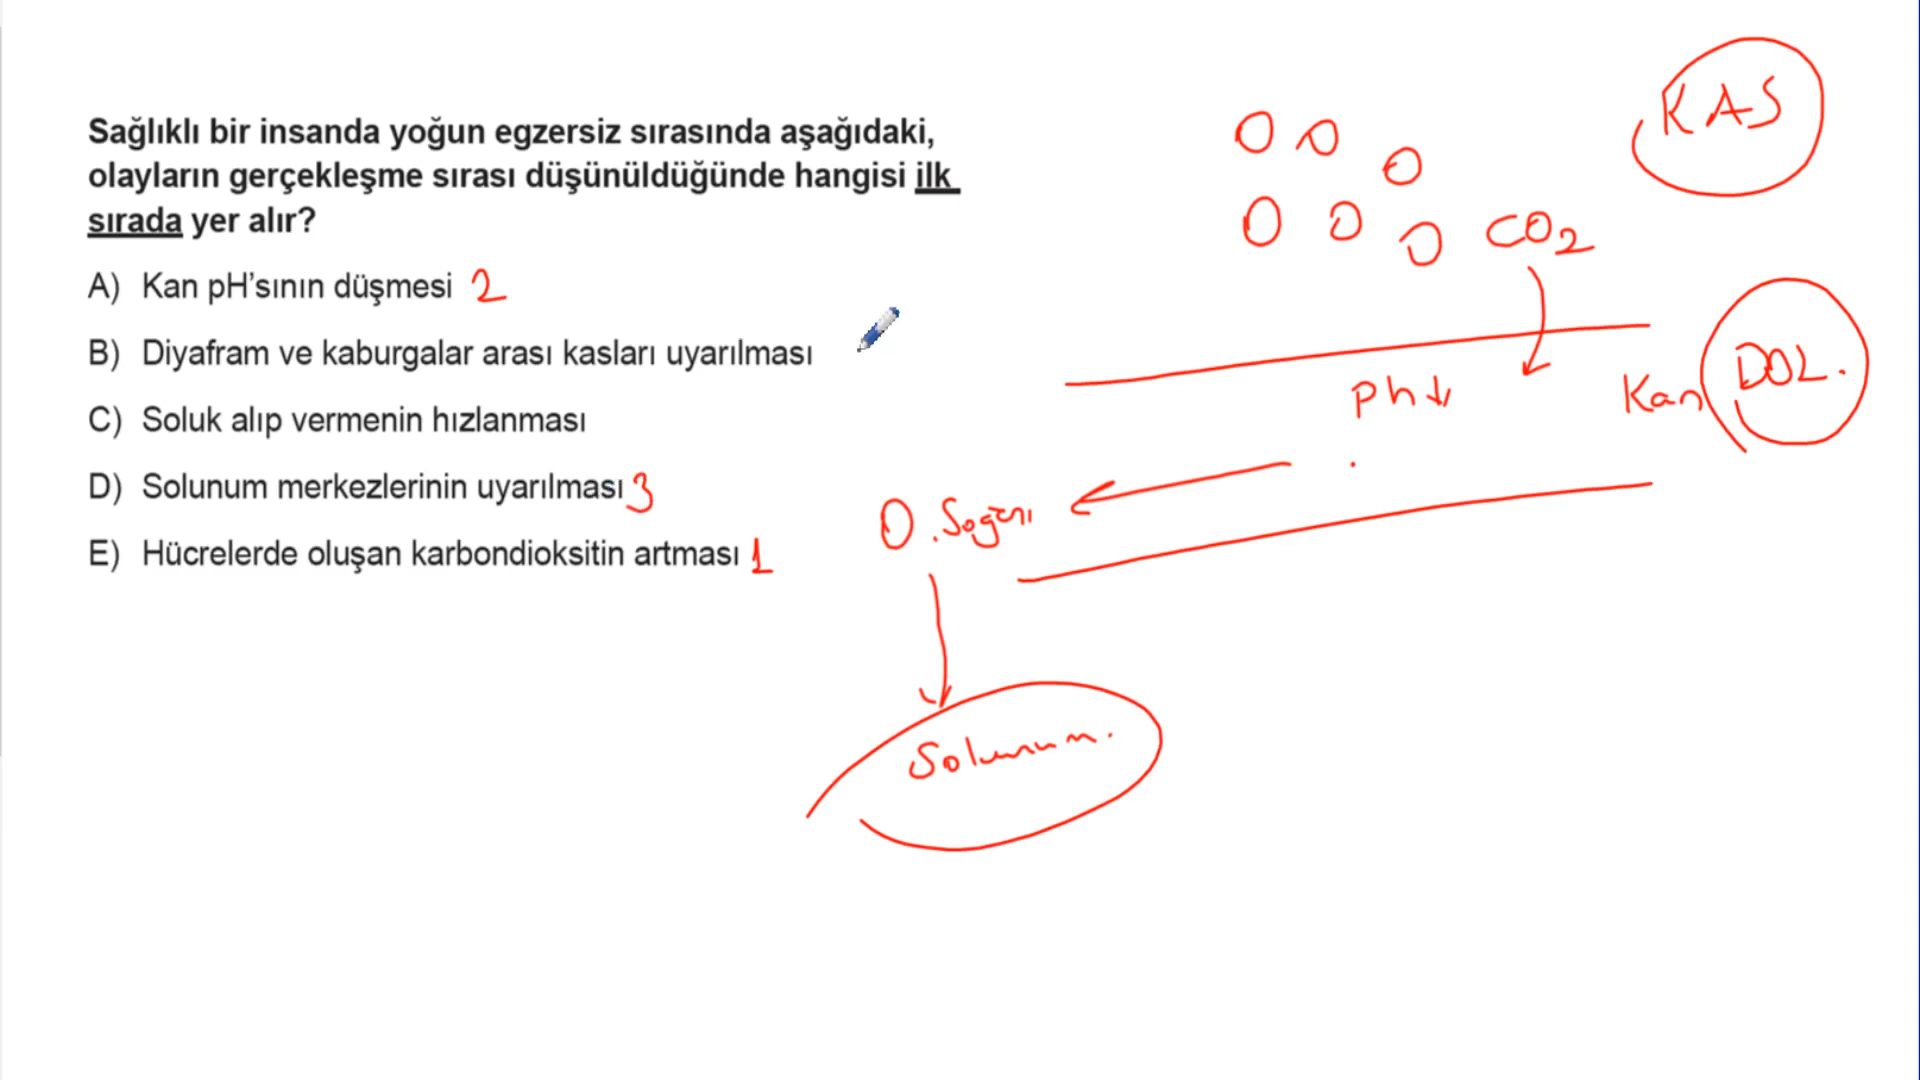 Sağlıklı bir insanda yoğun egzersiz sırasında aşağıdaki,
olayların gerçekleşme sırası düşünüldüğünde hangisi ilk
sırada yer alır?
A) Kan pH’sının düşmesi 2
B) Diyafram ve kaburgalar arası kasları uyarılması
C) Soluk alıp vermenin hızlanması
D) Solunum merkezlerinin uyarılması 3
E) Hücrelerde oluşan karbondioksitin artması 1
KAS
CO2
Ph↓
Kan
DOL.
O. Soğanı
Solunum.